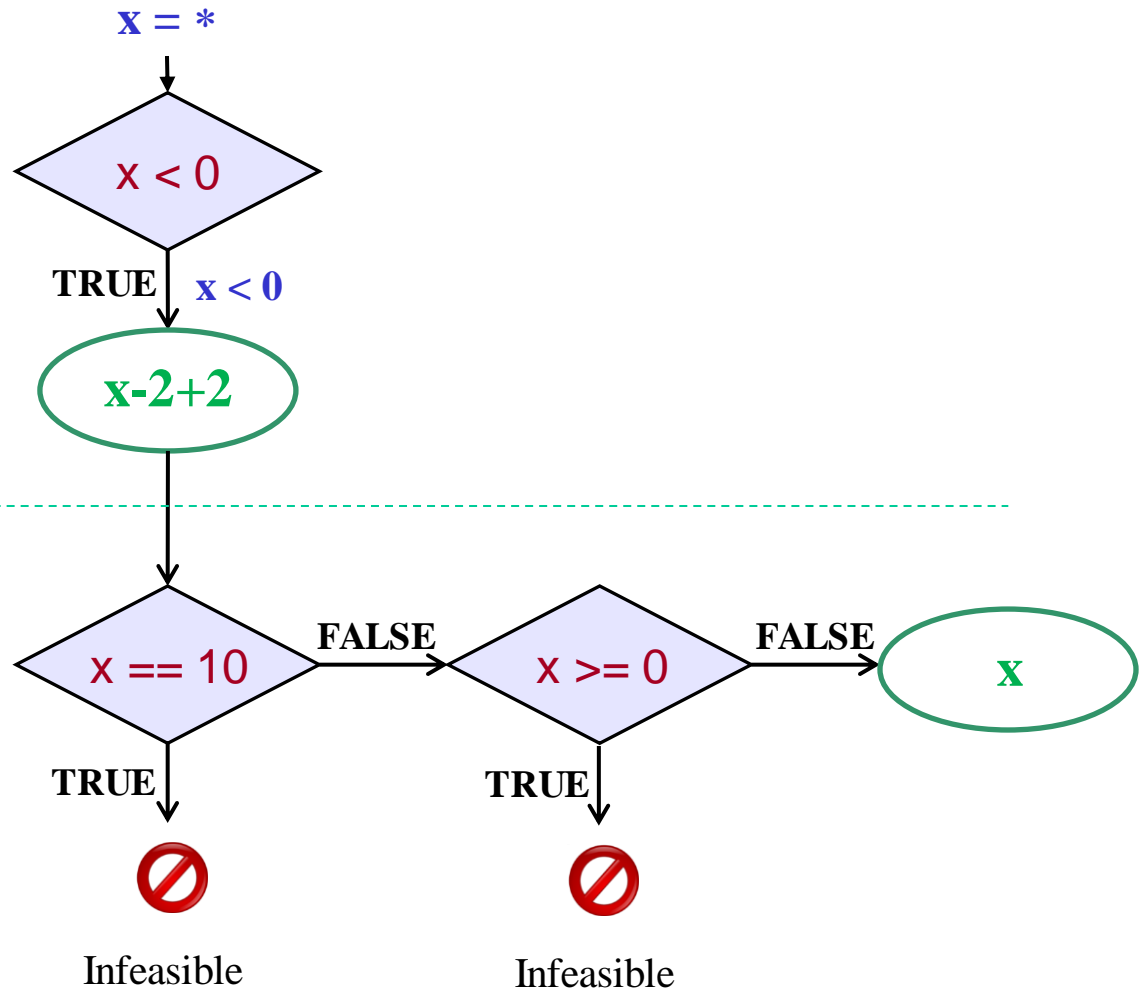 x = *
x < 0
TRUE
x < 0
x-2+2
x == 10
FALSE
x >= 0
FALSE
x
TRUE
TRUE
Infeasible
Infeasible